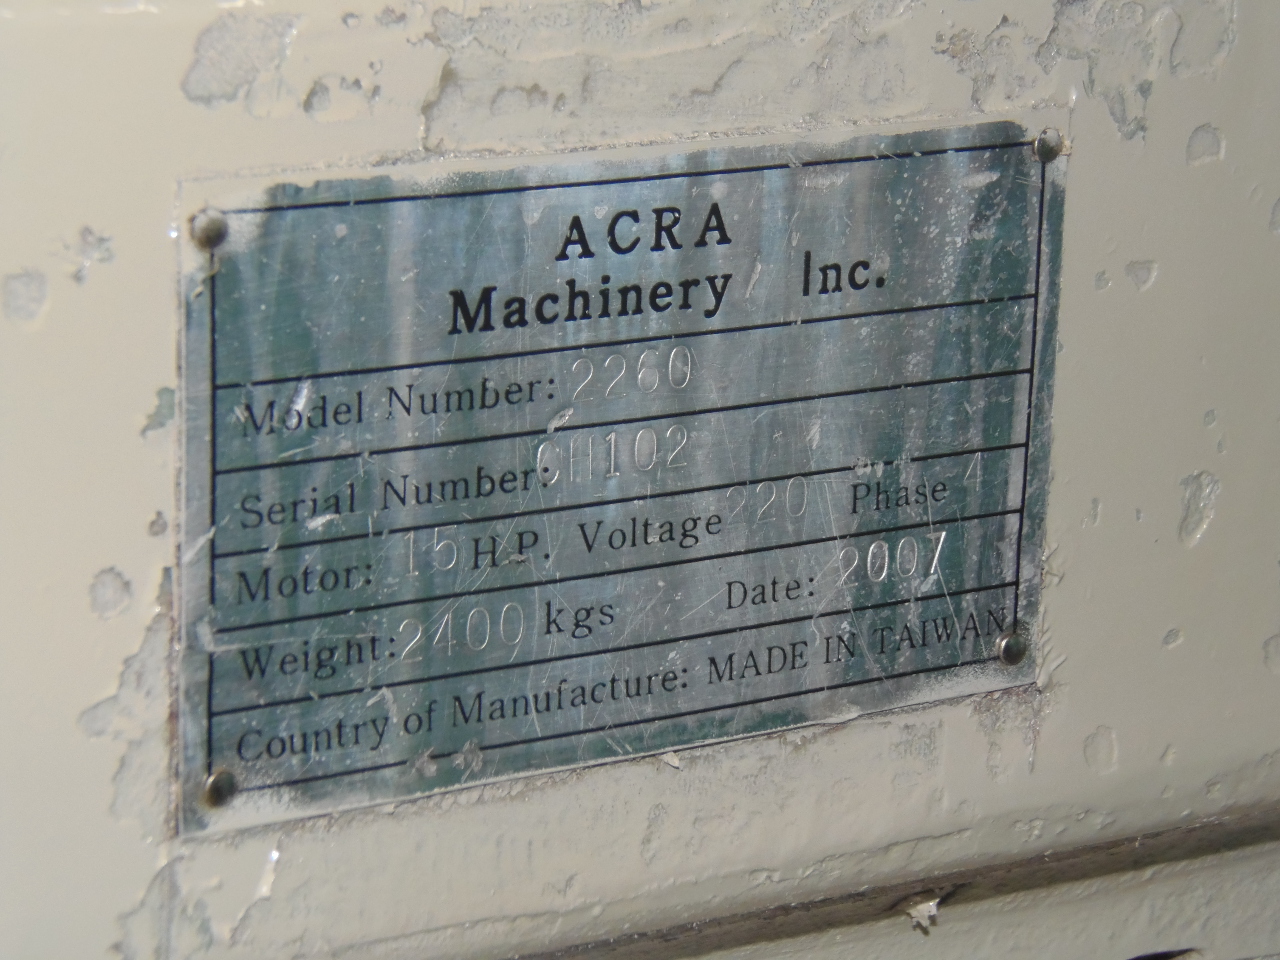 ACRA
Machinery Inc.
Model Number: 2260
Serial Number: CH102
Motor: 15 H.P. Voltage 220 Phase 4
Weight: 2400 kgs Date: 2007
Country of Manufacture: MADE IN TAIWAN